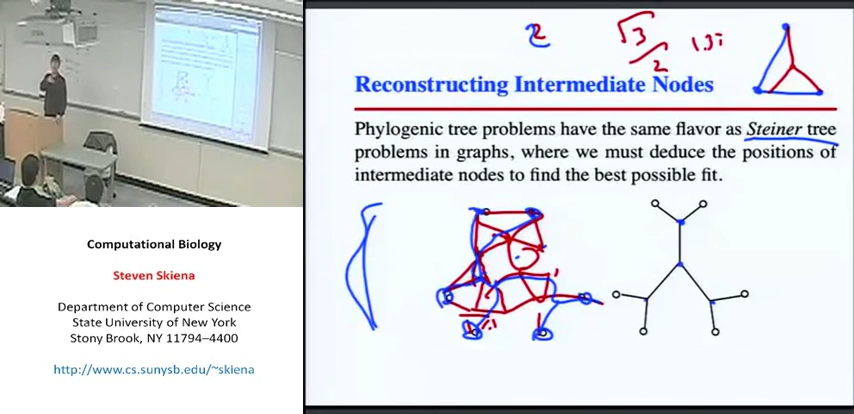 2
√3
2
Reconstructing Intermediate Nodes
Phylogenic tree problems have the same flavor as Steiner tree
problems in graphs, where we must deduce the positions of
intermediate nodes to find the best possible fit.
Computational Biology
Steven Skiena
Department of Computer Science
State University of New York
Stony Brook, NY 11794–4400
http://www.cs.sunysb.edu/~skiena